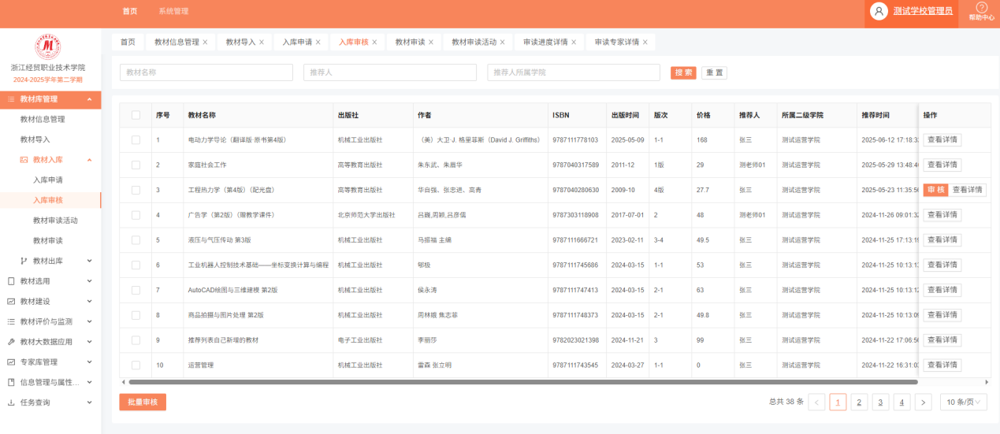 首页 系统管理 测试学校管理员 帮助中心
浙江经贸职业技术学院
2024-2025学年第二学期
教材库管理
教材信息管理
教材导入
教材入库
入库申请
入库审核
教材审读活动
教材审读
教材出库
教材选用
教材建设
教材评价与监测
教材大数据应用
专家库管理
信息管理与属性...
任务查询
首页 教材信息管理 X 教材导入 X 入库申请 X 入库审核 X 教材审读 X 教材审读活动 X 审读进度详情 X 审读专家详情 X
教材名称 推荐人 推荐人所属学院 搜索 重置
序号 教材名称 出版社 作者 ISBN 出版时间 版次 价格 推荐人 所属二级学院 推荐时间 操作
1 电动力学导论（翻译版·原书第4版） 机械工业出版社 （美）大卫·J. 格里菲斯（David J. Griffiths） 9787111778103 2025-05-09 1-1 168 张三 测试运营学院 2025-06-12 17:18:3 查看详情
2 家庭社会工作 高等教育出版社 朱东武、朱眉华 9787040317589 2011-12 1版 29 测老师01 测试运营学院 2025-05-29 13:48:4 查看详情
3 工程热力学（第4版）（配光盘） 高等教育出版社 华自强、张忠进、高青 9787040280630 2009-10 4版 27.7 张三 测试运营学院 2025-05-23 11:35:5 审核 查看详情
4 广告学（第2版）（赠教学课件） 北京师范大学出版社 吕巍,周颖,吕彦儒 9787303118908 2017-07-01 2 48 测老师01 测试运营学院 2024-11-26 09:01:3 查看详情
5 液压与气压传动 第3版 机械工业出版社 马振福 主编 9787111666721 2023-02-11 3-4 49.5 张三 测试运营学院 2024-11-25 17:13:1 查看详情
6 工业机器人控制技术基础——坐标变换计算与编程 机械工业出版社 郇极 9787111745686 2024-03-15 1-1 53 张三 测试运营学院 2024-11-25 10:13:1 查看详情
7 AutoCAD绘图与三维建模 第2版 机械工业出版社 侯永涛 9787111747413 2024-03-15 2-1 63 张三 测试运营学院 2024-11-25 10:13:1 查看详情
8 商品拍摄与图片处理 第2版 机械工业出版社 周林娥 焦志菲 9787111748373 2024-03-15 2-1 49.8 张三 测试运营学院 2024-11-25 10:13:0 查看详情
9 推荐列表自己新增的教材 电子工业出版社 李丽莎 9782023021398 2024-11-21 3 99 张三 测试运营学院 2024-11-22 17:06:5 查看详情
10 运营管理 机械工业出版社 雷森 张立明 9787111743545 2024-03-27 1-1 0 张三 测试运营学院 2024-11-22 16:31:0 查看详情
批量审核 总共 38 条 < 1 2 3 4 > 10 条/页